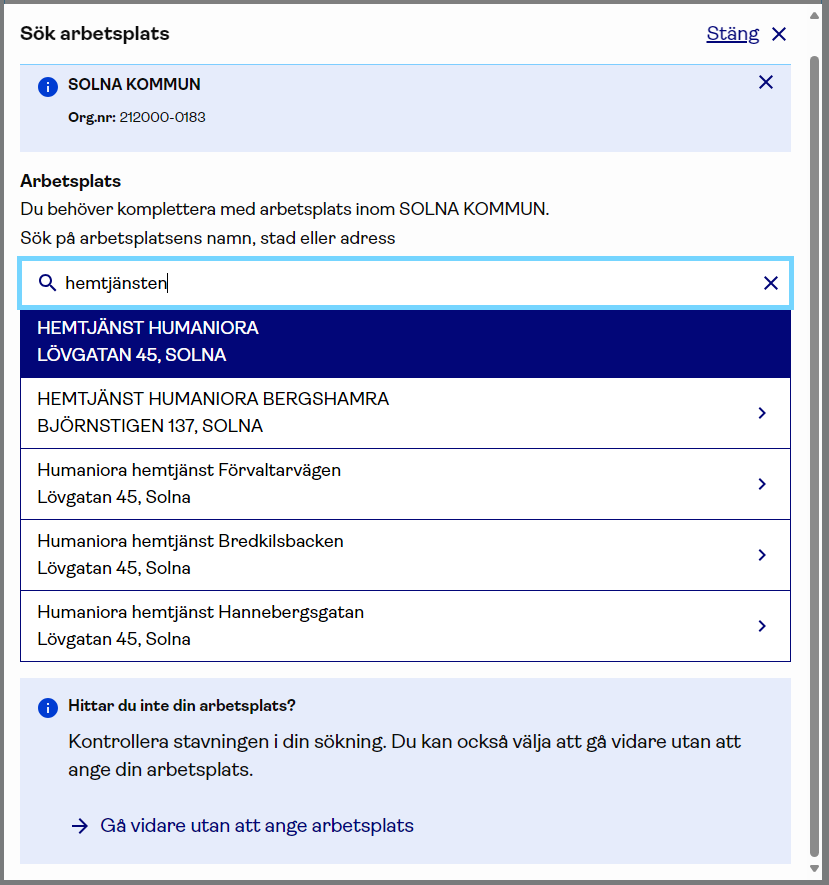 Sök arbetsplats
Stäng
SOLNA KOMMUN
Org.nr: 212000-0183
Arbetsplats
Du behöver komplettera med arbetsplats inom SOLNA KOMMUN.
Sök på arbetsplatsens namn, stad eller adress
hemtjänsten
HEMTJÄNST HUMANIORA
LÖVGATAN 45, SOLNA
HEMTJÄNST HUMANIORA BERGSHAMRA
BJÖRNSTIGEN 137, SOLNA
Humaniora hemtjänst Förvaltarvägen
Lövgatan 45, Solna
Humaniora hemtjänst Bredkilsbacken
Lövgatan 45, Solna
Humaniora hemtjänst Hannebergsgatan
Lövgatan 45, Solna
Hittar du inte din arbetsplats?
Kontrollera stavningen i din sökning. Du kan också välja att gå vidare utan att
ange din arbetsplats.
Gå vidare utan att ange arbetsplats